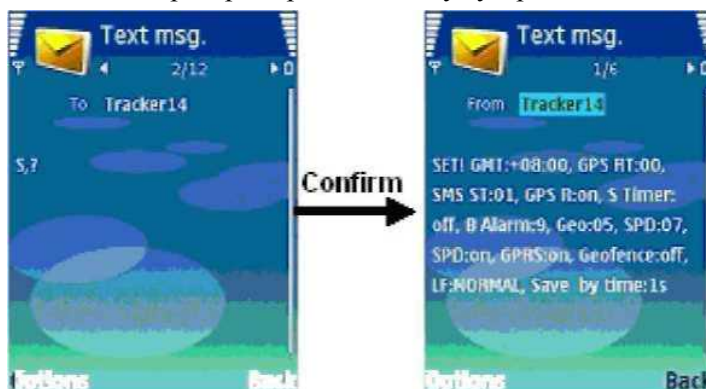 Text msg.
2/12
To Tracker14
S,?
Options
Back
Confirm
Text msg.
1/6
From Tracker14
SET! GMT:+08:00, GPS RT:00,
SMS ST:01, GPS R:on, S Timer:
off, B Alarm:9, Geo:05, SPD:07,
SPD:on, GPRS:on, Geofence:off,
LF:NORMAL, Save by time:1s
Options
Back